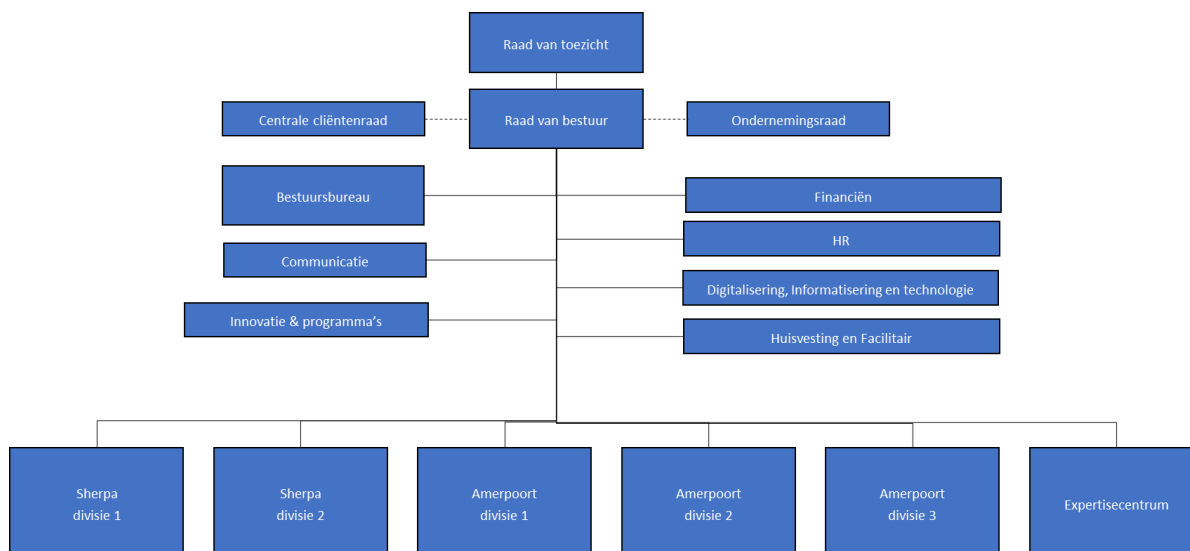 Raad van toezicht
Centrale cliëntenraad
Raad van bestuur
Ondernemingsraad
Bestuursbureau
Financiën
HR
Communicatie
Digitalisering, Informatisering en technologie
Innovatie & programma's
Huisvesting en Facilitair
Sherpa
divisie 1
Sherpa
divisie 2
Amerpoort
divisie 1
Amerpoort
divisie 2
Amerpoort
divisie 3
Expertisecentrum